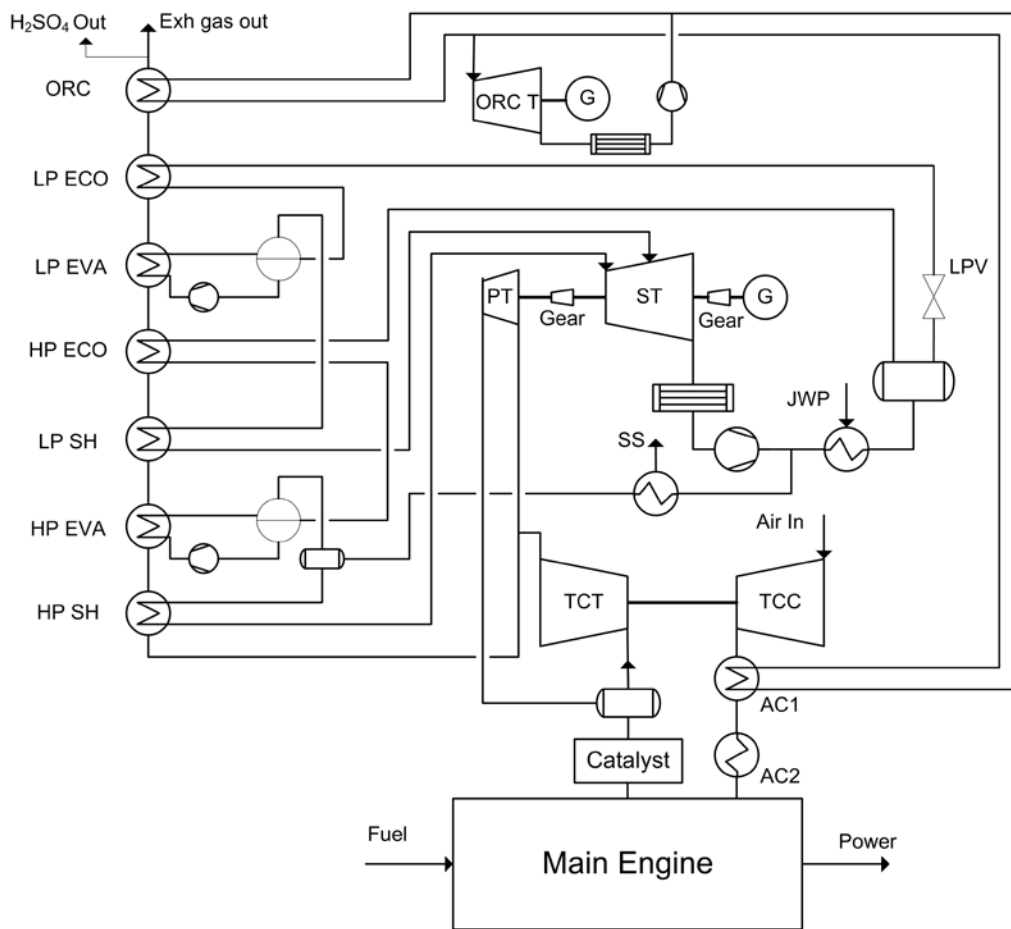 H₂SO₄ Out
Exh gas out
ORC
ORC T
G
LP ECO
LP EVA
LPV
PT
ST
G
Gear
Gear
HP ECO
JWP
LP SH
SS
HP EVA
Air In
HP SH
TCT
TCC
AC1
Catalyst
AC2
Fuel
Main Engine
Power